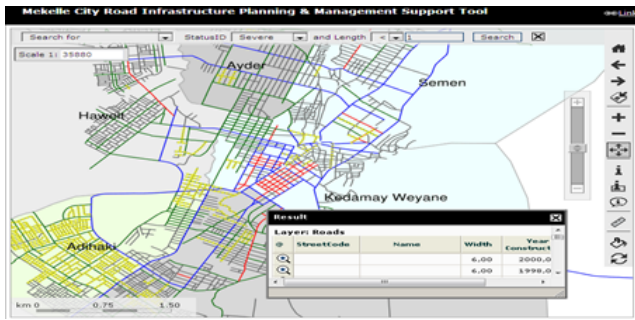 Mekelle City Road Infrastructure Planning & Management Support Tool
Link
Search for StatusID Severe and Length < 1 Search
Scale 1: 35880
Ayder
Semen
Hawelt
Kedamay Weyane
Adihaki
Result
Layer: Roads
@ StreetCode Name Width Year Construct
6.00 2000.0
6.00 1998.0
km 0 0.75 1.50